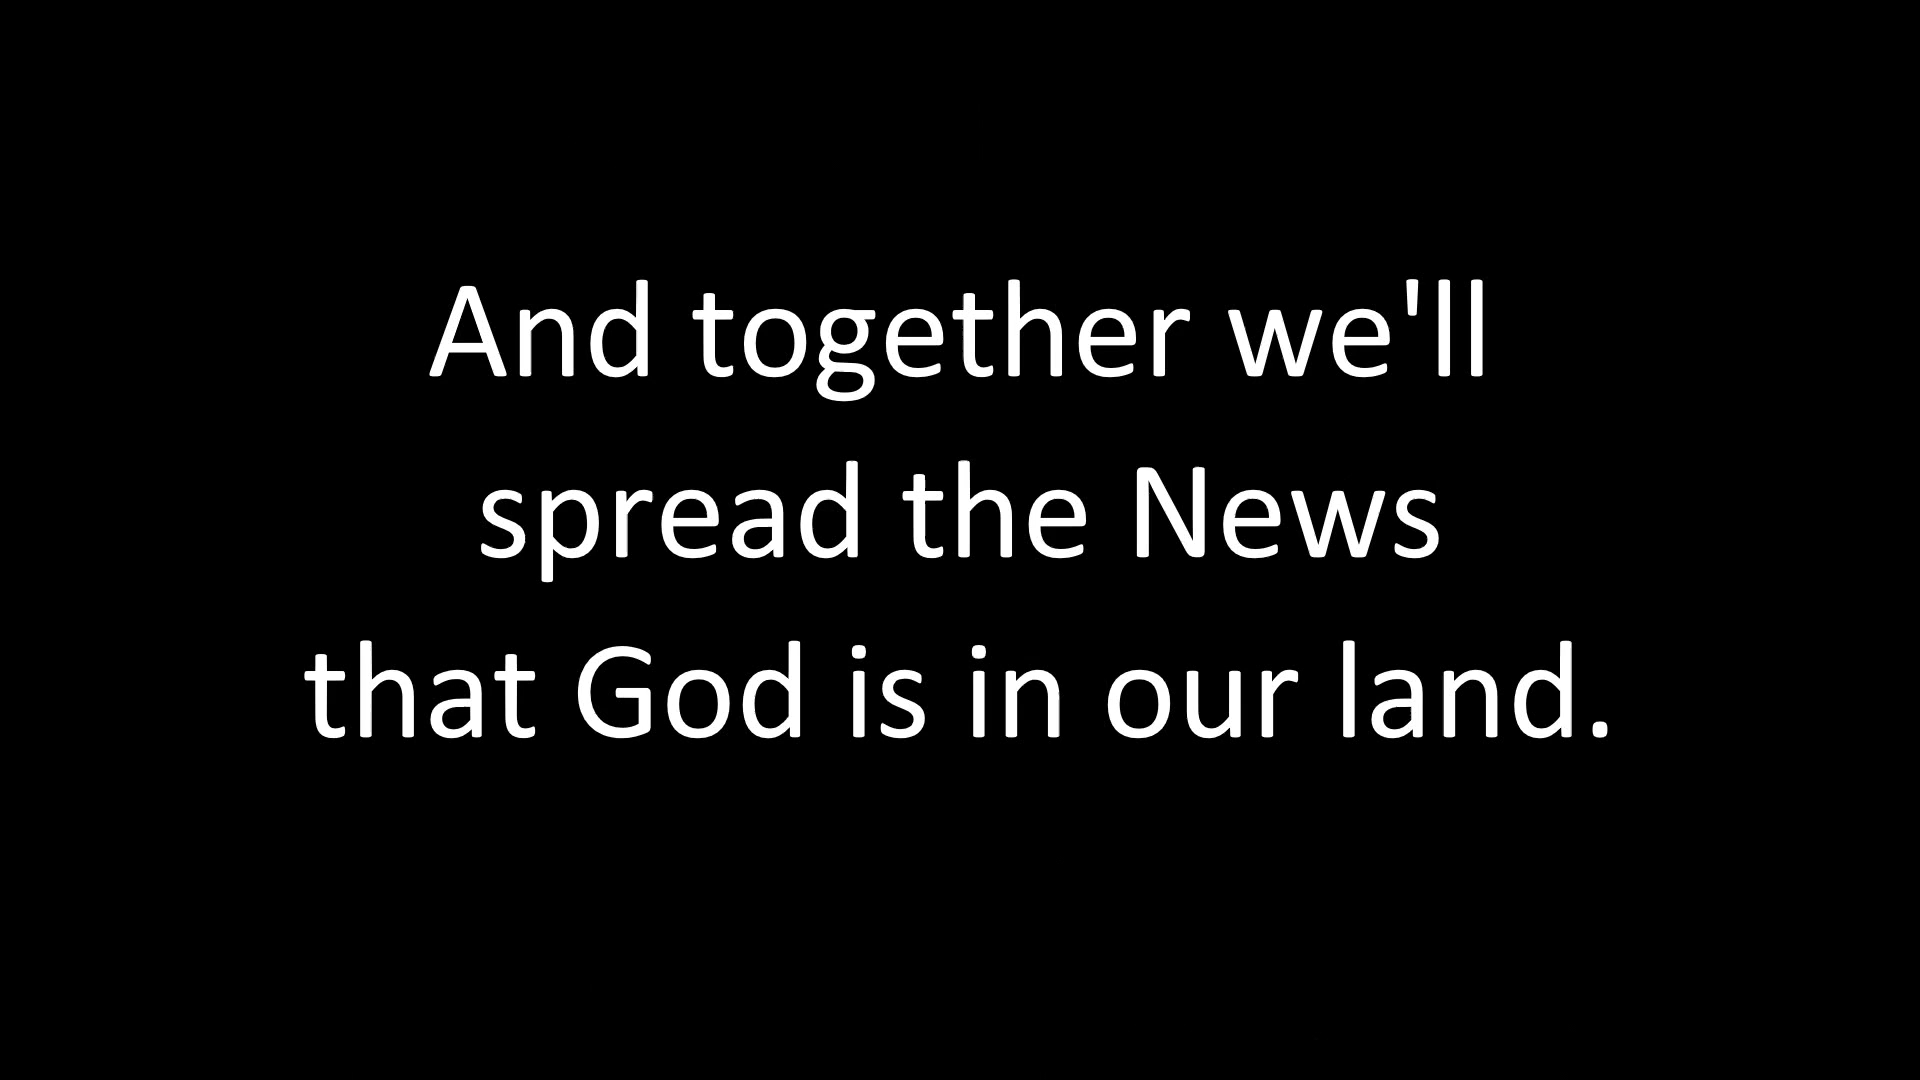 And together we'll
spread the News
that God is in our land.